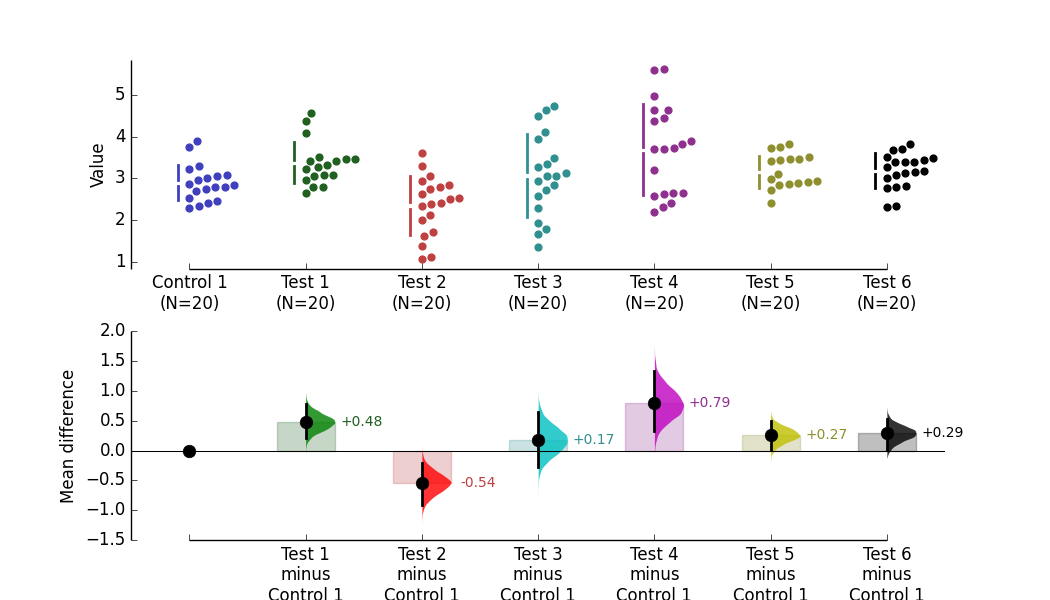 Value
5
4
3
2
1
Control 1 Test 1 Test 2 Test 3 Test 4 Test 5 Test 6
(N=20) (N=20) (N=20) (N=20) (N=20) (N=20) (N=20)
Mean difference
2.0
1.5
1.0
0.5
0.0
−0.5
−1.0
−1.5
+0.48
-0.54
+0.17
+0.79
+0.27
+0.29
Test 1 Test 2 Test 3 Test 4 Test 5 Test 6
minus minus minus minus minus minus
Control 1 Control 1 Control 1 Control 1 Control 1 Control 1